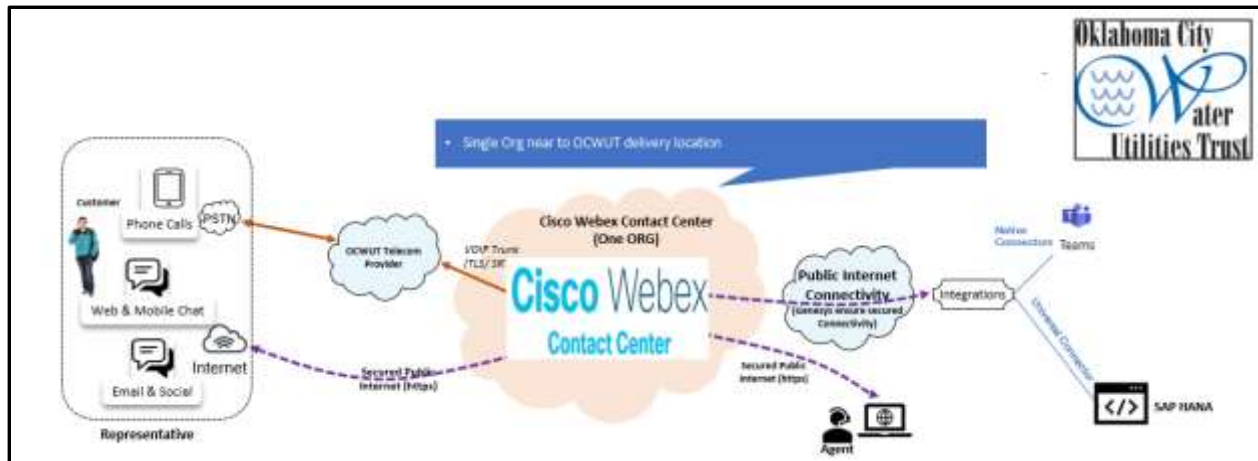 Oklahoma City
Water
Utilities Trust
• Single Org near to OCWUT delivery location
Customer
Phone Calls
PSTN
Web & Mobile Chat
Internet
Email & Social
Representative
OCWUT Telecom
Provider
VOIP Trunk
/TLS/ SIP
Cisco Webex Contact Center
(One ORG)
Cisco Webex
Contact Center
Secured Public
Internet (https)
Public Internet
Connectivity
(Genesys ensure secured
Connectivity)
Secured Public
Internet (https)
Agent
Integrations
Native
Connectors
Teams
Universal Connector
</>
SAP HANA